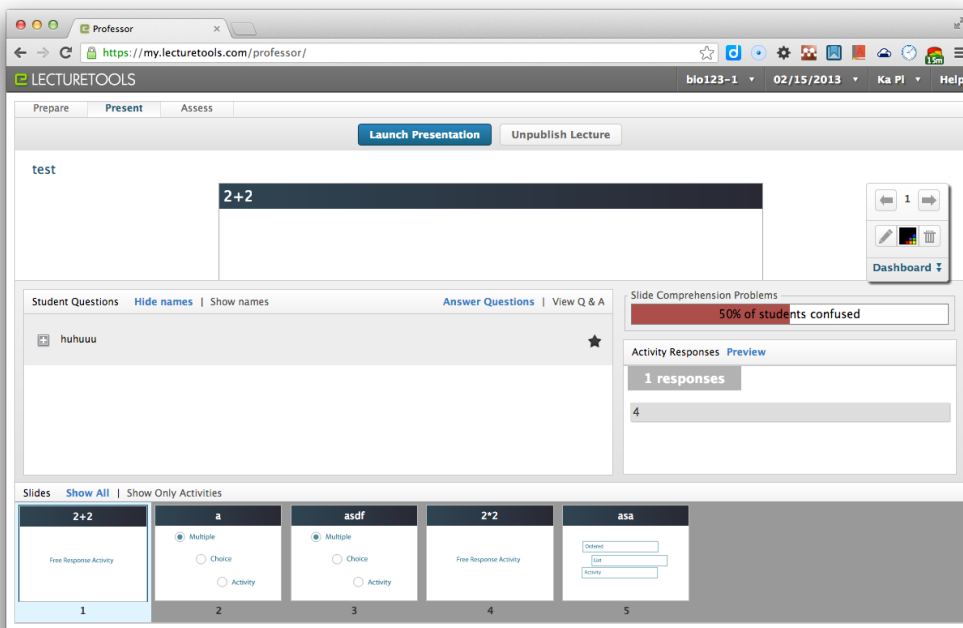 Professor
https://my.lecturetools.com/professor/
15m
LECTURETOOLS
bio123-1 02/15/2013 Ka Pi Help
Prepare Present Assess
Launch Presentation Unpublish Lecture
test
2+2
1
Dashboard
Student Questions Hide names | Show names Answer Questions | View Q & A
huhuuu
Slide Comprehension Problems
50% of students confused
Activity Responses Preview
1 responses
4
Slides Show All | Show Only Activities
2+2
Free Response Activity
1
a
Multiple
Choice
Activity
2
asdf
Multiple
Choice
Activity
3
2*2
Free Response Activity
4
asa
Ordered
List
Activity
5